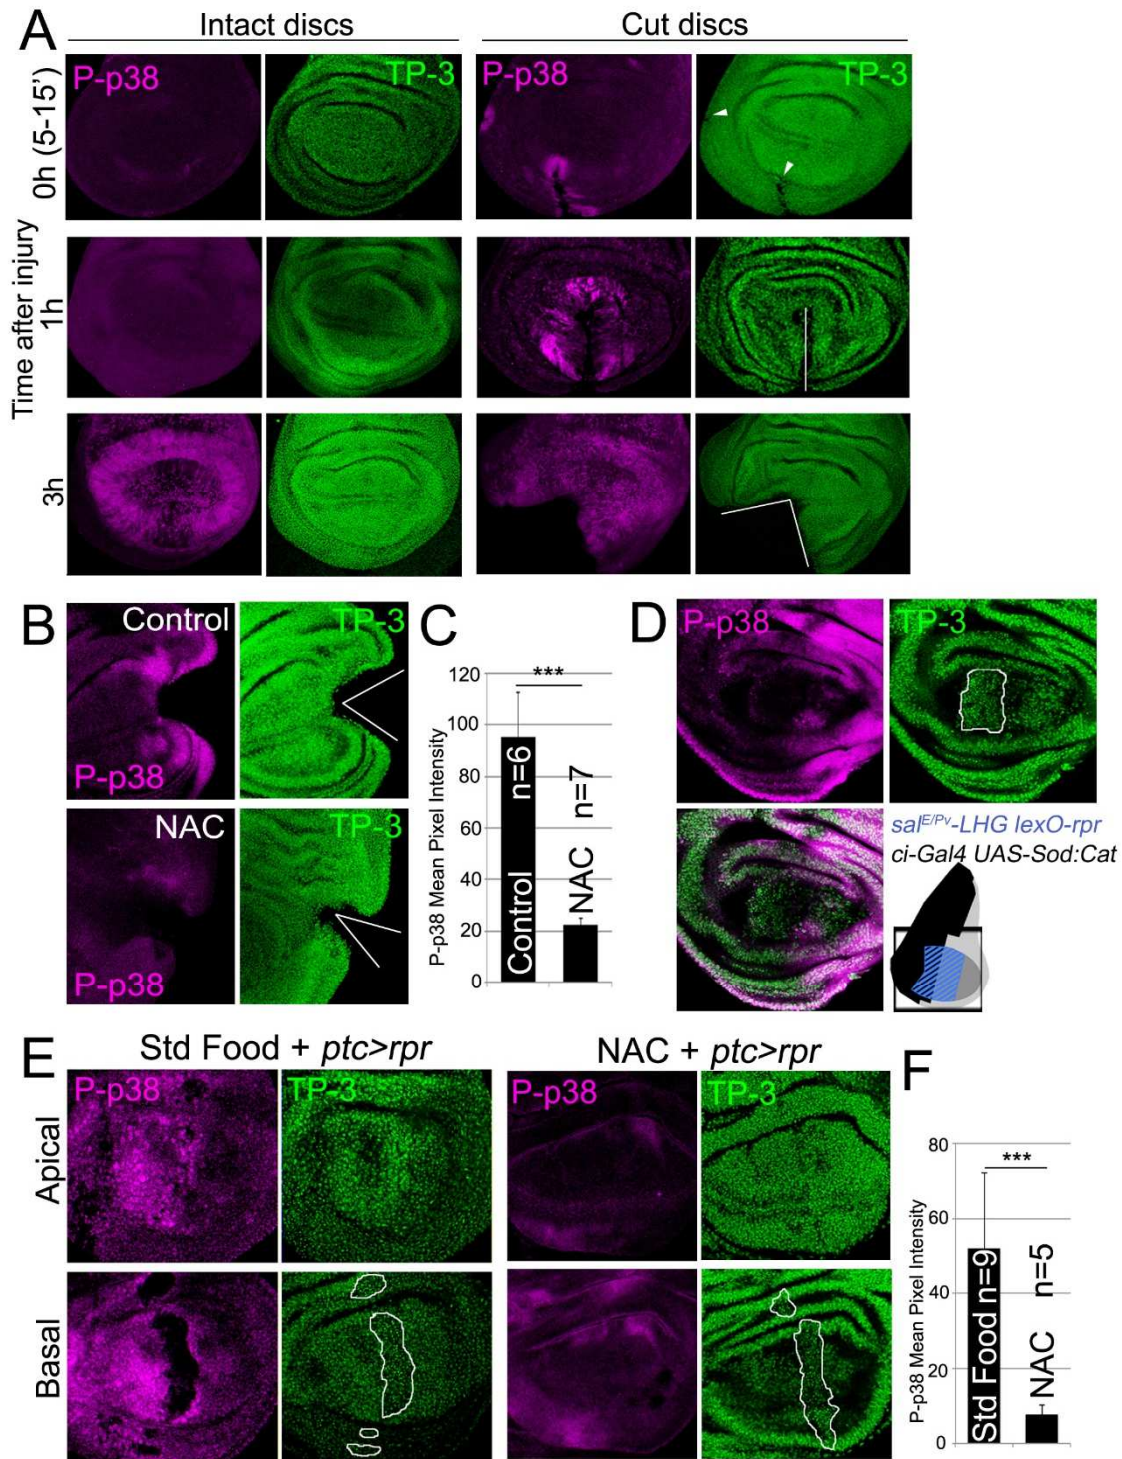 A
Intact discs
Cut discs
Time after injury
0h (5-15')
P-p38
TP-3
P-p38
TP-3
1h
3h
B
Control
P-p38
TP-3
NAC
P-p38
TP-3
C
P-p38 Mean Pixel Intensity
120
100
80
60
40
20
0
***
Control n=6
NAC n=7
D
P-p38
TP-3
sal^E/Pv-LHG lexO-rpr
ci-Gal4 UAS-Sod:Cat
E
Std Food + ptc>rpr
NAC + ptc>rpr
Apical
P-p38
TP-3
P-p38
TP-3
Basal
F
P-p38 Mean Pixel Intensity
80
60
40
20
0
***
Std Food n=9
NAC n=5